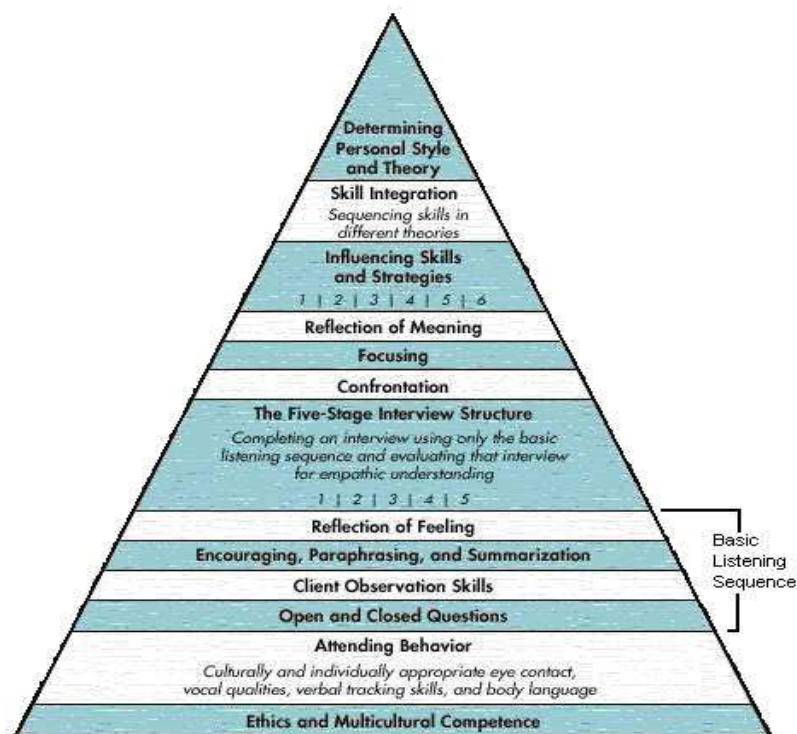 Determining
Personal Style
and Theory
Skill Integration
Sequencing skills in
different theories
Influencing Skills
and Strategies
1 | 2 | 3 | 4 | 5 | 6
Reflection of Meaning
Focusing
Confrontation
The Five-Stage Interview Structure
Completing an interview using only the basic
listening sequence and evaluating that interview
for empathic understanding
1 | 2 | 3 | 4 | 5
Reflection of Feeling
Encouraging, Paraphrasing, and Summarization
Client Observation Skills
Open and Closed Questions
Basic
Listening
Sequence
Attending Behavior
Culturally and individually appropriate eye contact,
vocal qualities, verbal tracking skills, and body language
Ethics and Multicultural Competence